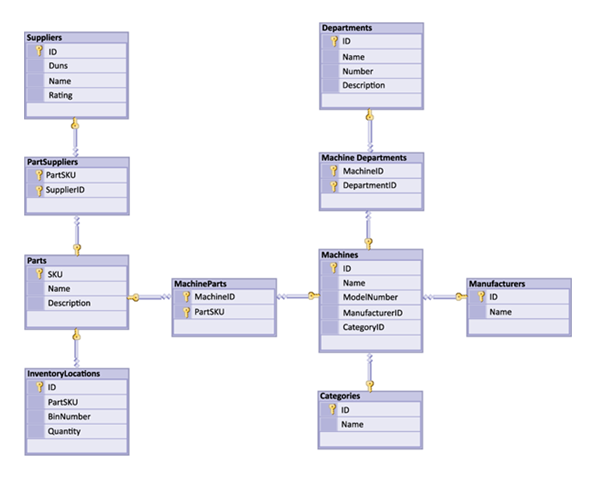 Suppliers
ID
Duns
Name
Rating
PartSuppliers
PartSKU
SupplierID
Parts
SKU
Name
Description
InventoryLocations
ID
PartSKU
BinNumber
Quantity
MachineParts
MachineID
PartSKU
Departments
ID
Name
Number
Description
Machine Departments
MachineID
DepartmentID
Machines
ID
Name
ModelNumber
ManufacturerID
CategoryID
Categories
ID
Name
Manufacturers
ID
Name